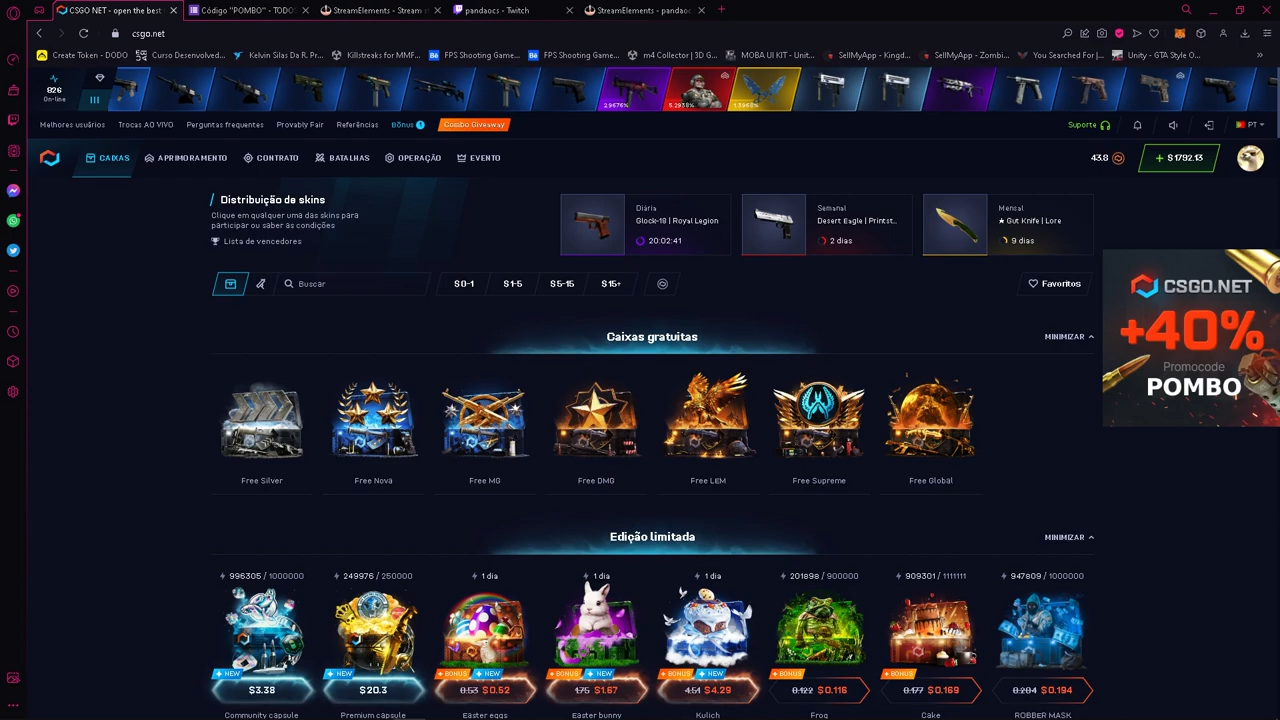 CSGO.NET - open the best
Código "POMBO" - TODOS
StreamElements - Stream s
pandaocs - Twitch
StreamElements - pandaoc
csgo.net
Create Token - DODO
Curso Desenvolved...
Kelvin Silas Da R. Pr...
Killstreaks for MMF...
FPS Shooting Game...
FPS Shooting Game...
m4 Collector | 3D G...
MOBA UI KIT - Unit...
SellMyApp - Kingd...
SellMyApp - Zombi...
You Searched For |...
Unity - GTA Style O...
826
On-line
2.9676%
5.2938%
1.3968%
Melhores usuários
Trocas AO VIVO
Perguntas frequentes
Provably Fair
Referências
Bônus
Combo Giveaway
Suporte
PT
CAIXAS
APRIMORAMENTO
CONTRATO
BATALHAS
OPERAÇÃO
EVENTO
43.8
+ $ 1792.13
Distribuição de skins
Clique em qualquer uma das skins para
participar ou saber as condições
Lista de vencedores
Diária
Glock-18 | Royal Legion
20:02:41
Semanal
Desert Eagle | Printst...
2 dias
Mensal
★ Gut Knife | Lore
9 dias
Buscar
$ 0-1
$ 1-5
$ 5-15
$ 15+
Favoritos
CSGO.NET
+40%
Promocode
POMBO
Caixas gratuitas
MINIMIZAR
Free Silver
Free Nova
Free MG
Free DMG
Free LEM
Free Supreme
Free Global
Edição limitada
MINIMIZAR
996305 / 1000000
249976 / 250000
1 dia
1 dia
1 dia
201898 / 900000
909301 / 1111111
947809 / 1000000
+ NEW
+ NEW
+ BONUS + NEW
+ BONUS + NEW
+ BONUS + NEW
+ BONUS
+ BONUS
$3.38
$20.3
0.53 $0.52
1.75 $1.67
4.51 $4.29
0.122 $0.116
0.177 $0.169
0.204 $0.194
Community capsule
Premium capsule
Easter eggs
Easter bunny
Kulich
Frog
Cake
ROBBER MASK